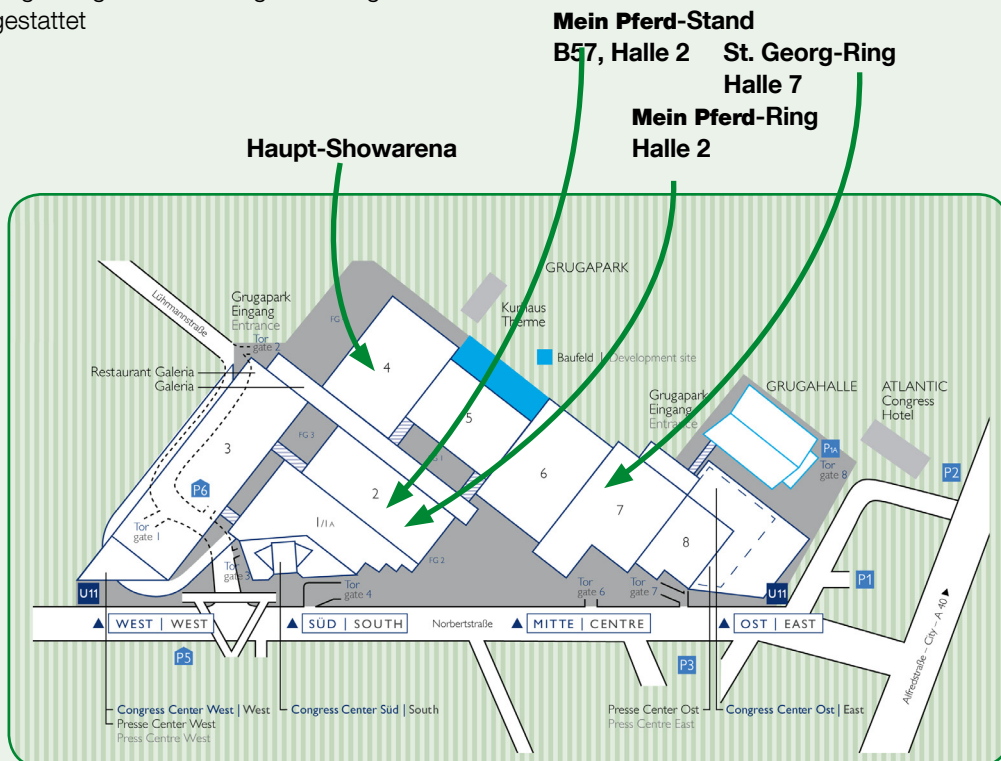 gestattet
Mein Pferd-Stand
B57, Halle 2
St. Georg-Ring
Halle 7
Mein Pferd-Ring
Halle 2
Haupt-Showarena
GRUGAPARK
Lührmannstraße
Grugapark
Eingang
Entrance
Tor
gate 2
FG
Kurhaus
Therme
Baufeld | Development site
Restaurant Galeria
Galeria
4
5
Grugapark
Eingang
Entrance
GRUGAHALLE
ATLANTIC
Congress
Hotel
P1A
Tor
gate 8
P2
3
FG 3
FG 1
6
P6
2
7
1/1A
8
Tor
gate 1
FG 2
Tor
gate 3
Tor
gate 4
Tor
gate 6
Tor
gate 7
U11
U11
P1
WEST | WEST
SÜD | SOUTH
Norbertstraße
MITTE | CENTRE
OST | EAST
Alfredstraße – City – A 40
P5
P3
Congress Center West | West
Presse Center West
Press Centre West
Congress Center Süd | South
Presse Center Ost
Press Centre East
Congress Center Ost | East